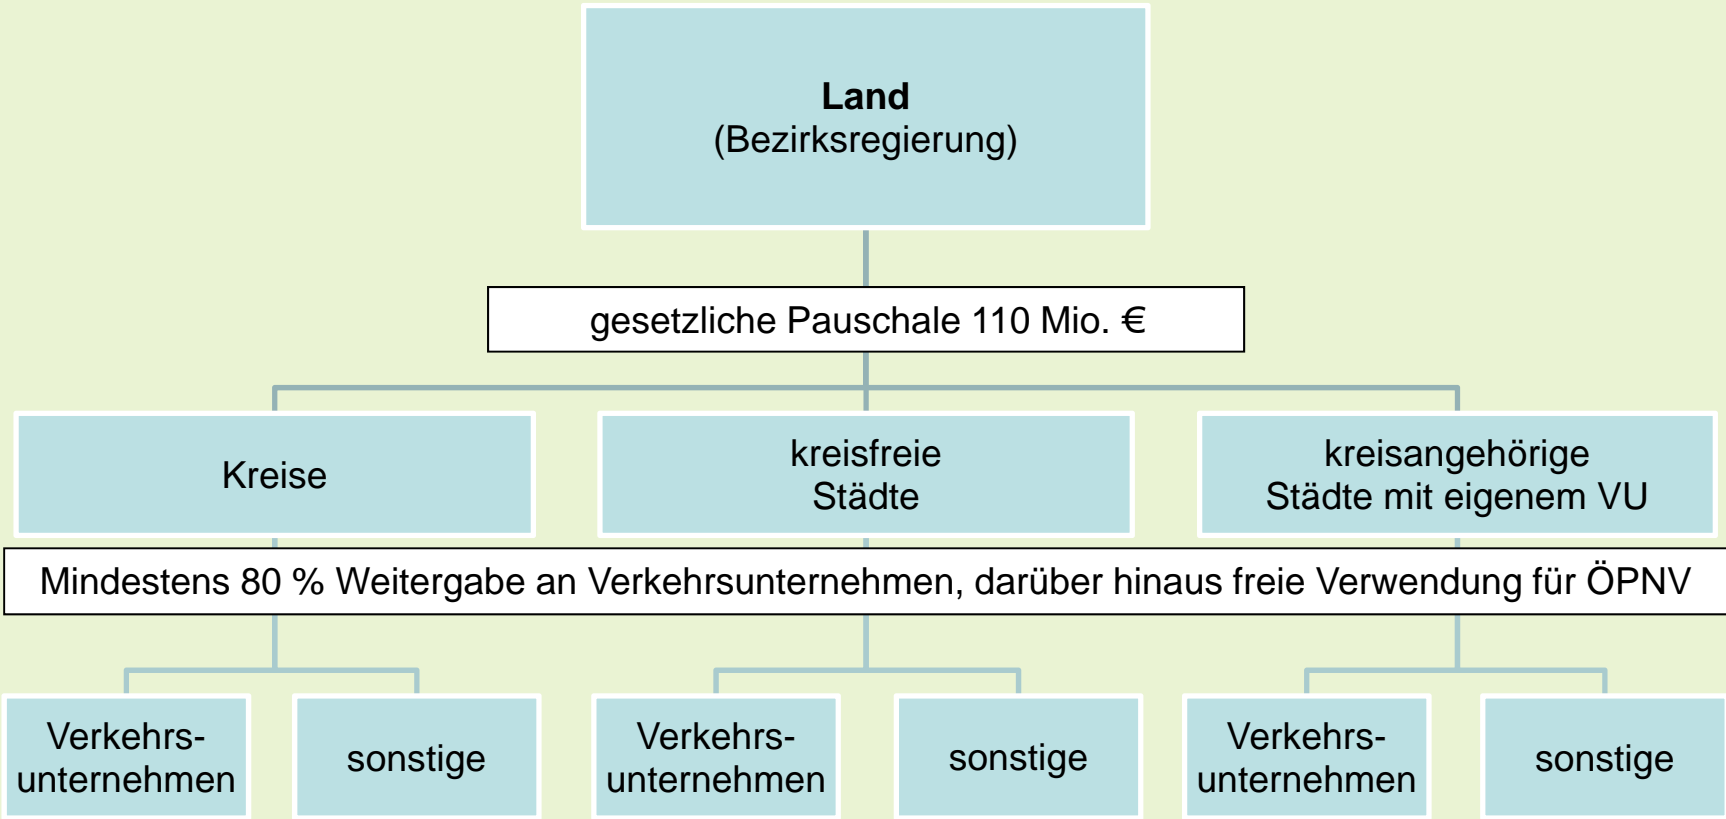 Land
(Bezirksregierung)
gesetzliche Pauschale 110 Mio. €
Kreise
kreisfreie
Städte
kreisangehörige
Städte mit eigenem VU
Mindestens 80 % Weitergabe an Verkehrsunternehmen, darüber hinaus freie Verwendung für ÖPNV
Verkehrs-
unternehmen
sonstige
Verkehrs-
unternehmen
sonstige
Verkehrs-
unternehmen
sonstige